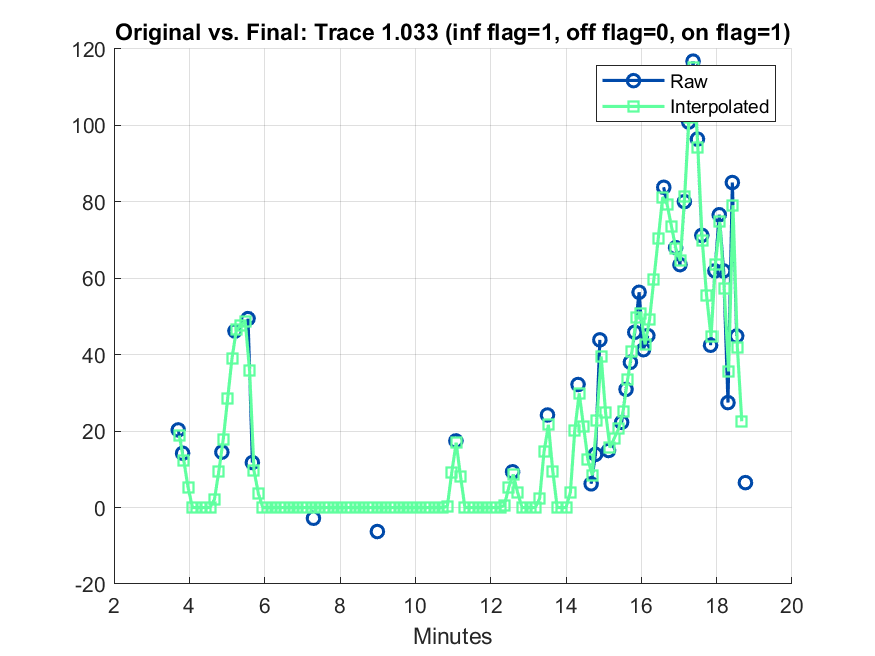 Original vs. Final: Trace 1.033 (inf flag=1, off flag=0, on flag=1)
120
100
80
60
40
20
0
-20
Raw
Interpolated
2 4 6 8 10 12 14 16 18 20
Minutes